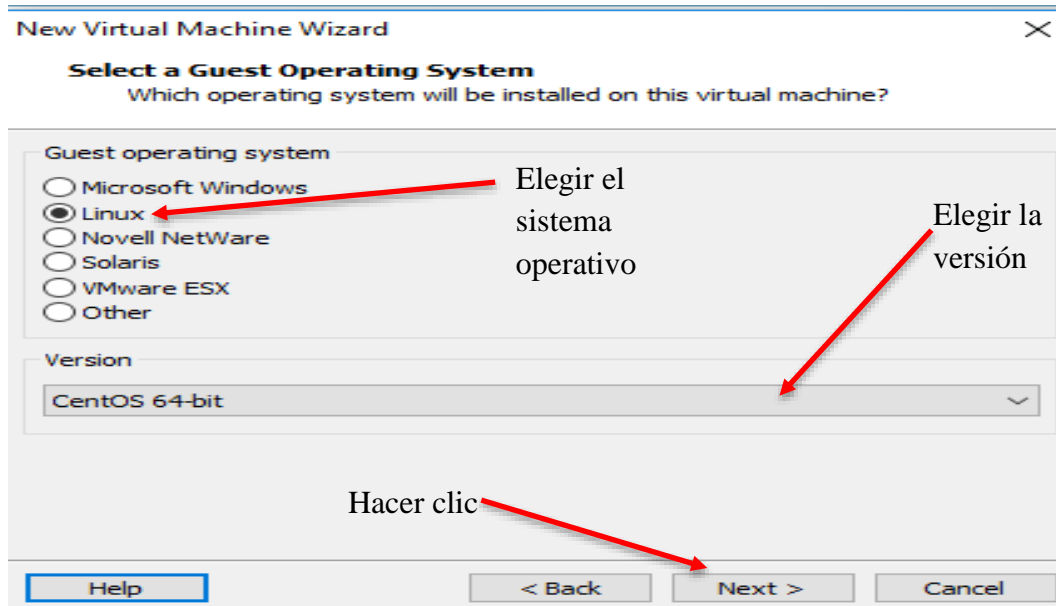 New Virtual Machine Wizard
Select a Guest Operating System
Which operating system will be installed on this virtual machine?
Guest operating system
Microsoft Windows
Linux
Novell NetWare
Solaris
VMware ESX
Other
Elegir el
sistema
operativo
Elegir la
versión
Version
CentOS 64-bit
Hacer clic
Help
< Back
Next >
Cancel